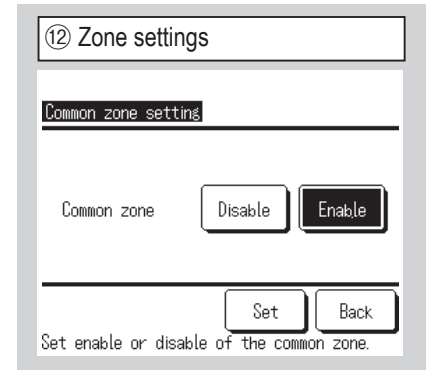 ⑫ Zone settings
Common zone setting
Common zone Disable Enable
Set Back
Set enable or disable of the common zone.